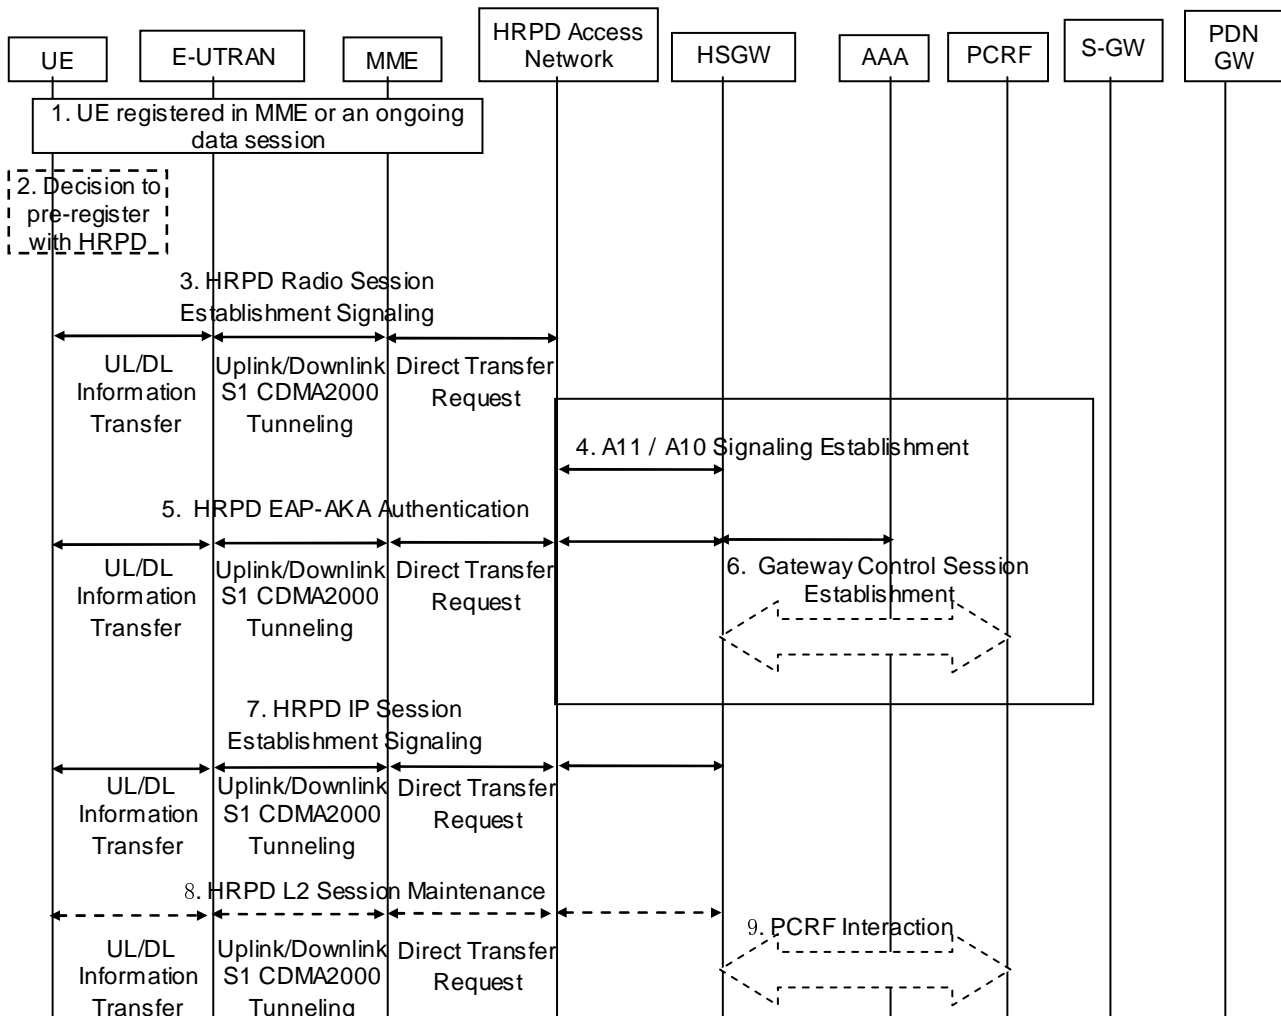 UE
E-UTRAN
MME
HRPD Access
Network
HSGW
AAA
PCRF
S-GW
PDN
GW
1. UE registered in MME or an ongoing
data session
2. Decision to
pre-register
with HRPD
3. HRPD Radio Session
Establishment Signaling
UL/DL
Information
Transfer
Uplink/Downlink
S1 CDMA2000
Tunneling
Direct Transfer
Request
4. A11 / A10 Signaling Establishment
5. HRPD EAP-AKA Authentication
UL/DL
Information
Transfer
Uplink/Downlink
S1 CDMA2000
Tunneling
Direct Transfer
Request
6. Gateway Control Session
Establishment
7. HRPD IP Session
Establishment Signaling
UL/DL
Information
Transfer
Uplink/Downlink
S1 CDMA2000
Tunneling
Direct Transfer
Request
8. HRPD L2 Session Maintenance
UL/DL
Information
Transfer
Uplink/Downlink
S1 CDMA2000
Tunneling
Direct Transfer
Request
9. PCRF Interaction